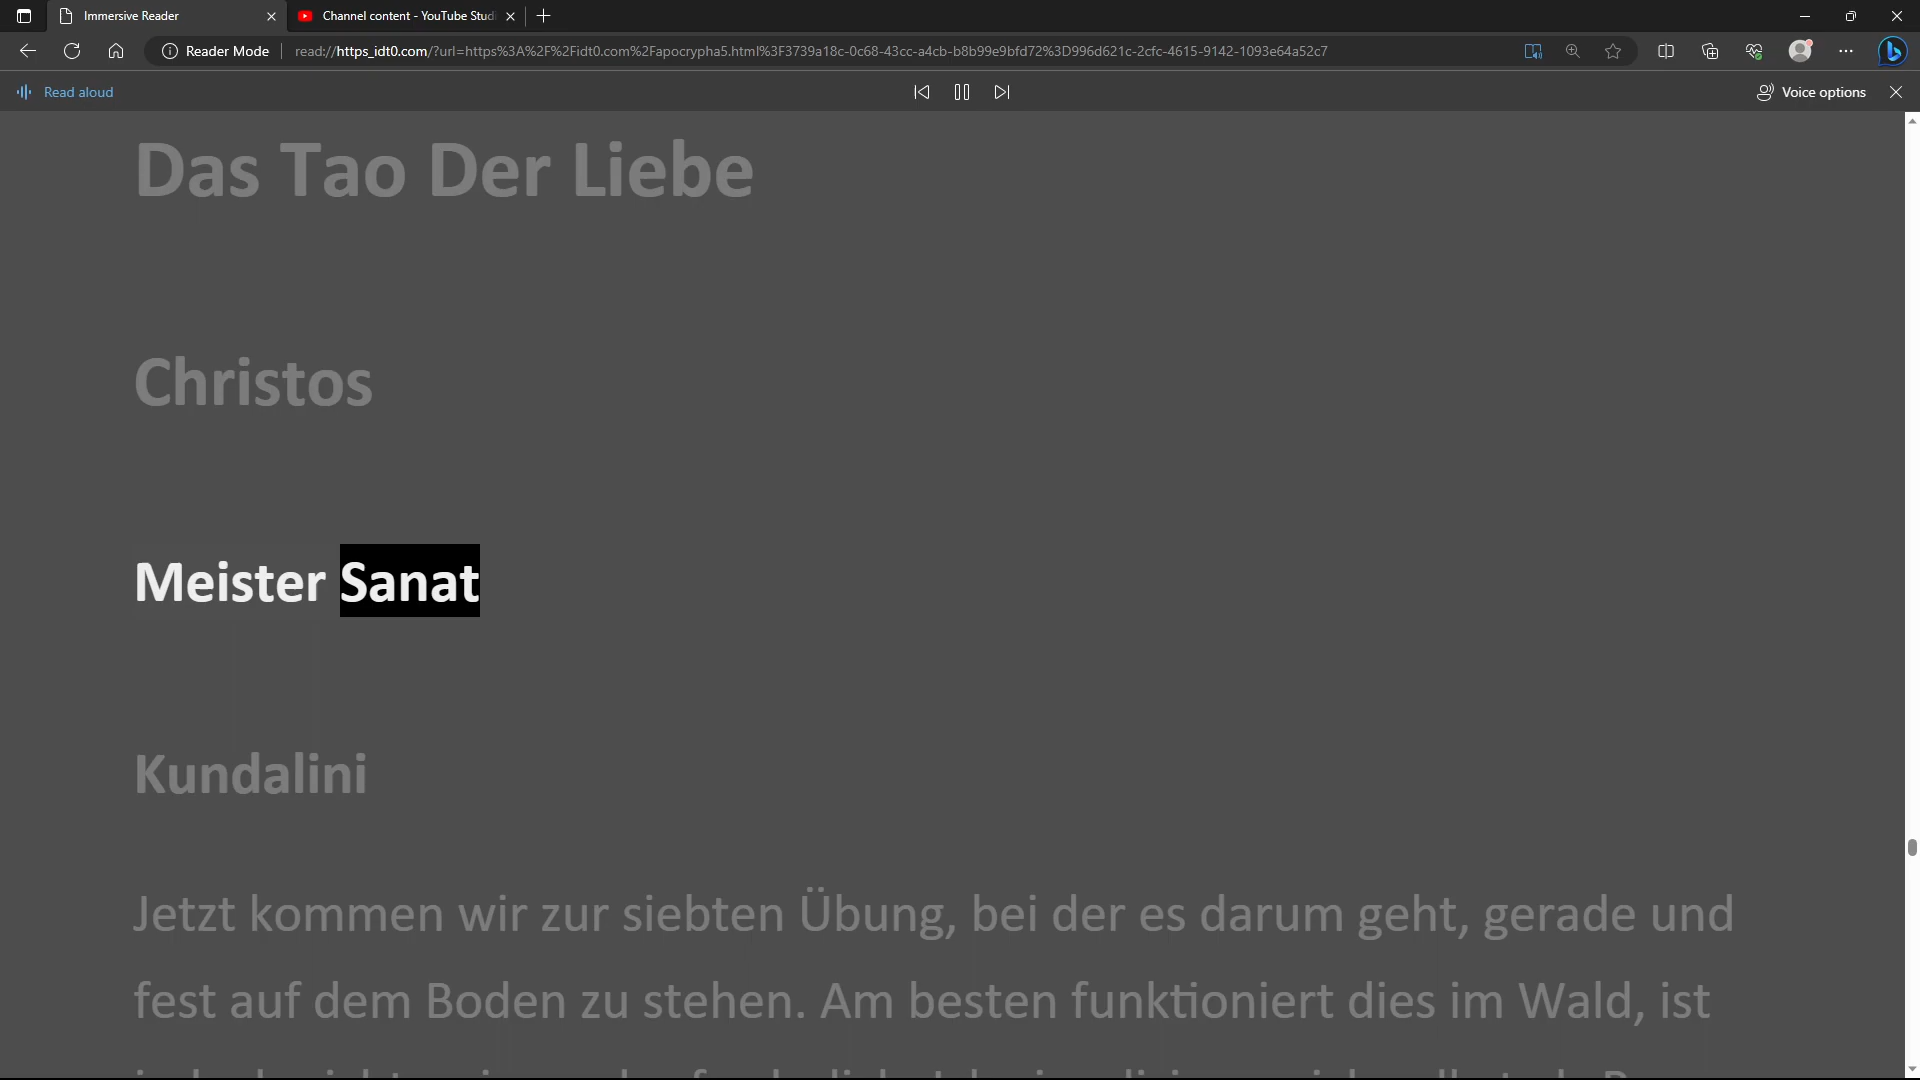 Immersive Reader
Channel content - YouTube Stud
Reader Mode
read://https_idt0.com/?url=https%3A%2F%2Fidt0.com%2Fapocrypha5.html%3F3739a18c-0c68-43cc-a4cb-b8b99e9bfd72%3D996d621c-2cfc-4615-9142-1093e64a52c7
Read aloud
Voice options
Das Tao Der Liebe
Christos
Meister Sanat
Kundalini
Jetzt kommen wir zur siebten Übung, bei der es darum geht, gerade und
fest auf dem Boden zu stehen. Am besten funktioniert dies im Wald, ist